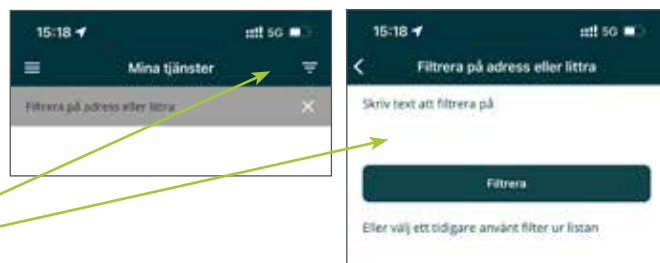 15:18
5G
Mina tjänster
Filtrera på adress eller littra
15:18
5G
Filtrera på adress eller littra
Skriv text att filtrera på
Filtrera
Eller välj ett tidigare använt filter ur listan